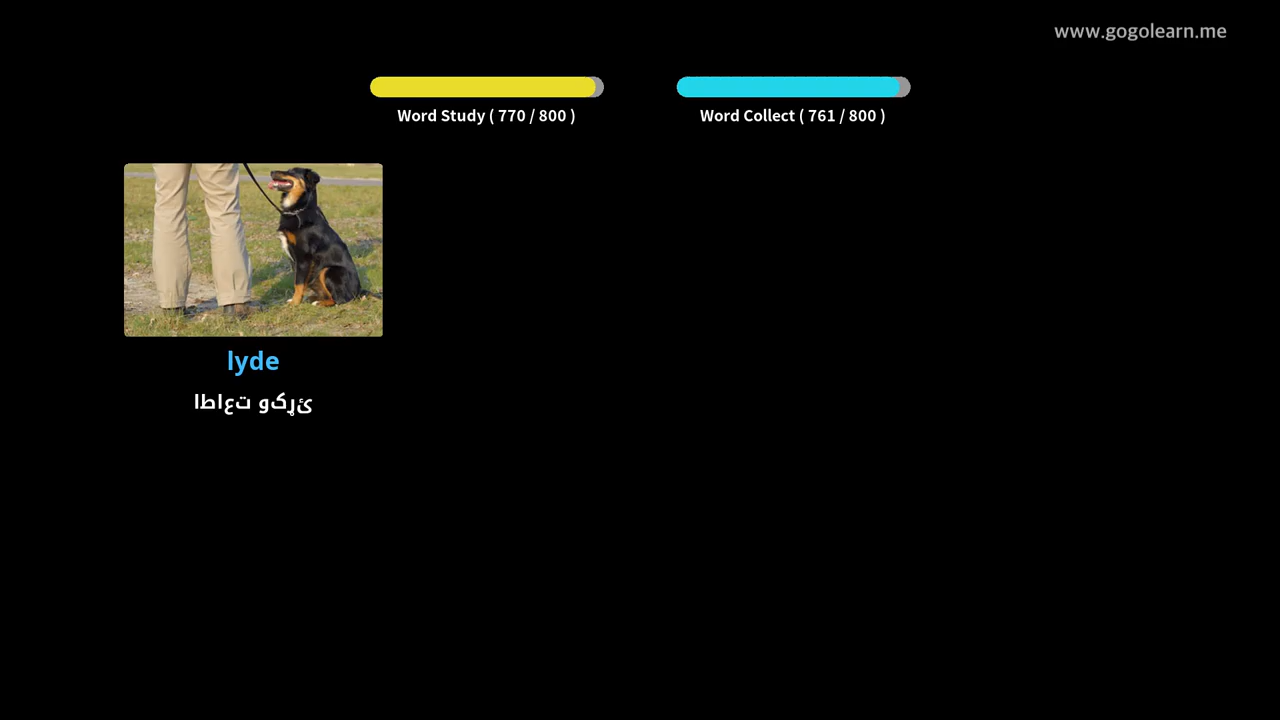 www.gogolearn.me
Word Study ( 770 / 800 )
Word Collect ( 761 / 800 )
lyde
اطاعت وکړئ